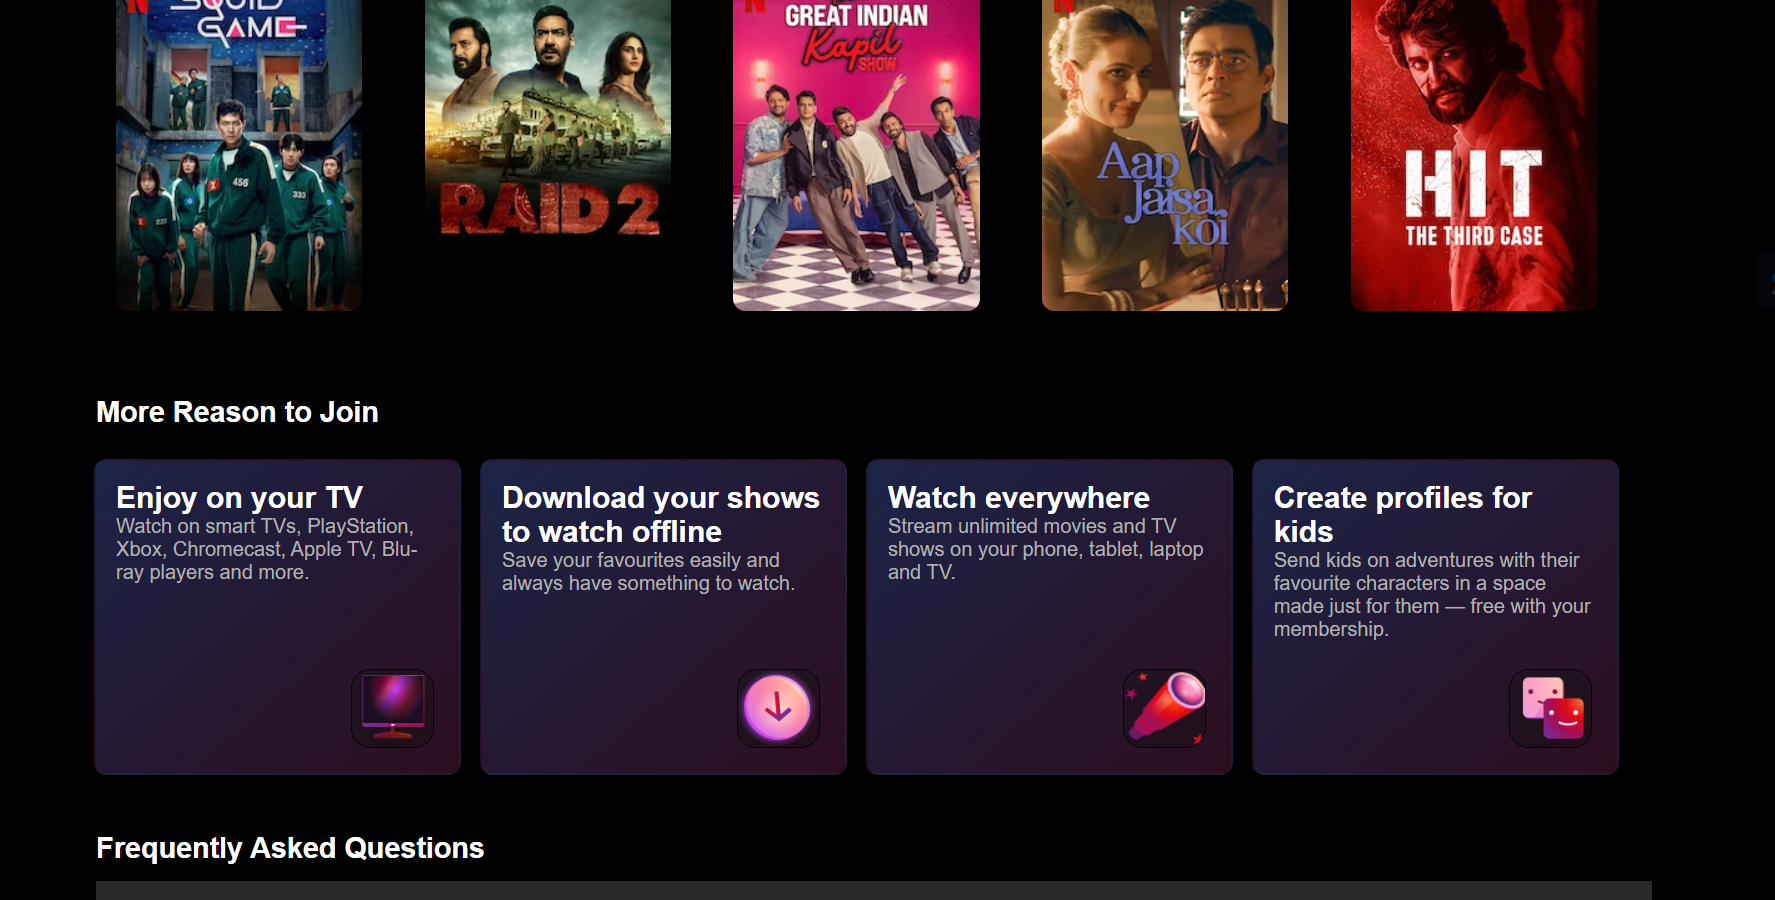 SQUID
GAME
456
333
222
RAID 2
GREAT INDIAN
Kapil
SHOW
Aap
Jaisa
koi
HIT
THE THIRD CASE
More Reason to Join
Enjoy on your TV
Watch on smart TVs, PlayStation,
Xbox, Chromecast, Apple TV, Blu-
ray players and more.
Download your shows
to watch offline
Save your favourites easily and
always have something to watch.
Watch everywhere
Stream unlimited movies and TV
shows on your phone, tablet, laptop
and TV.
Create profiles for
kids
Send kids on adventures with their
favourite characters in a space
made just for them — free with your
membership.
Frequently Asked Questions